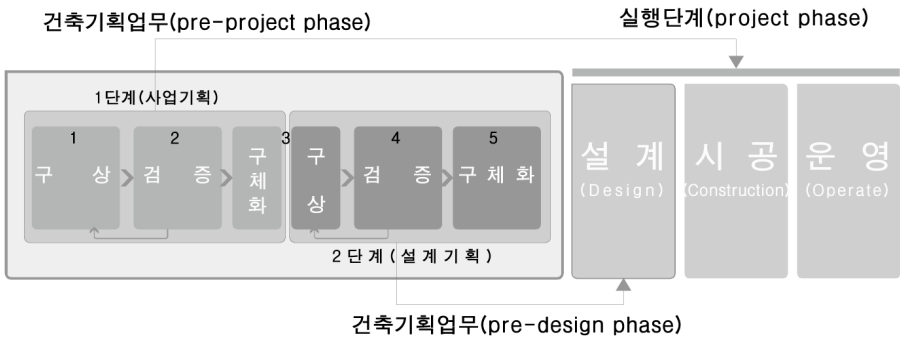 건축기획업무(pre-project phase)
실행단계(project phase)
1단계(사업기획)
1
2
3
4
5
구 상
검 증
구체화
구상
검 증
구 체 화
설 계
(Design)
시 공
(Construction)
운 영
(Operate)
2단계(설계기획)
건축기획업무(pre-design phase)